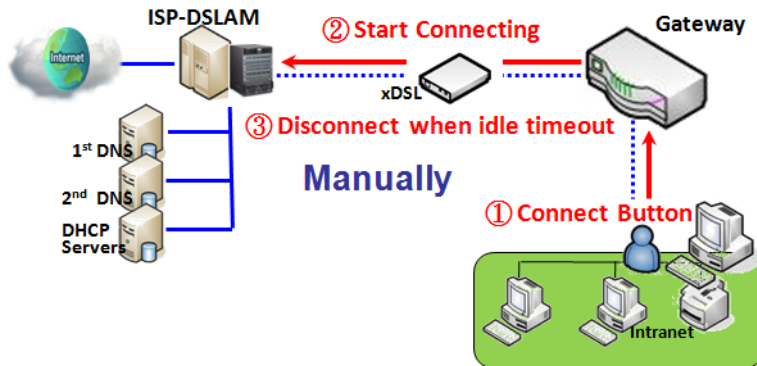 ISP-DSLAM
Internet
② Start Connecting
Gateway
xDSL
③ Disconnect when idle timeout
1st DNS
Manually
2nd DNS
① Connect Button
DHCP
Servers
Intranet